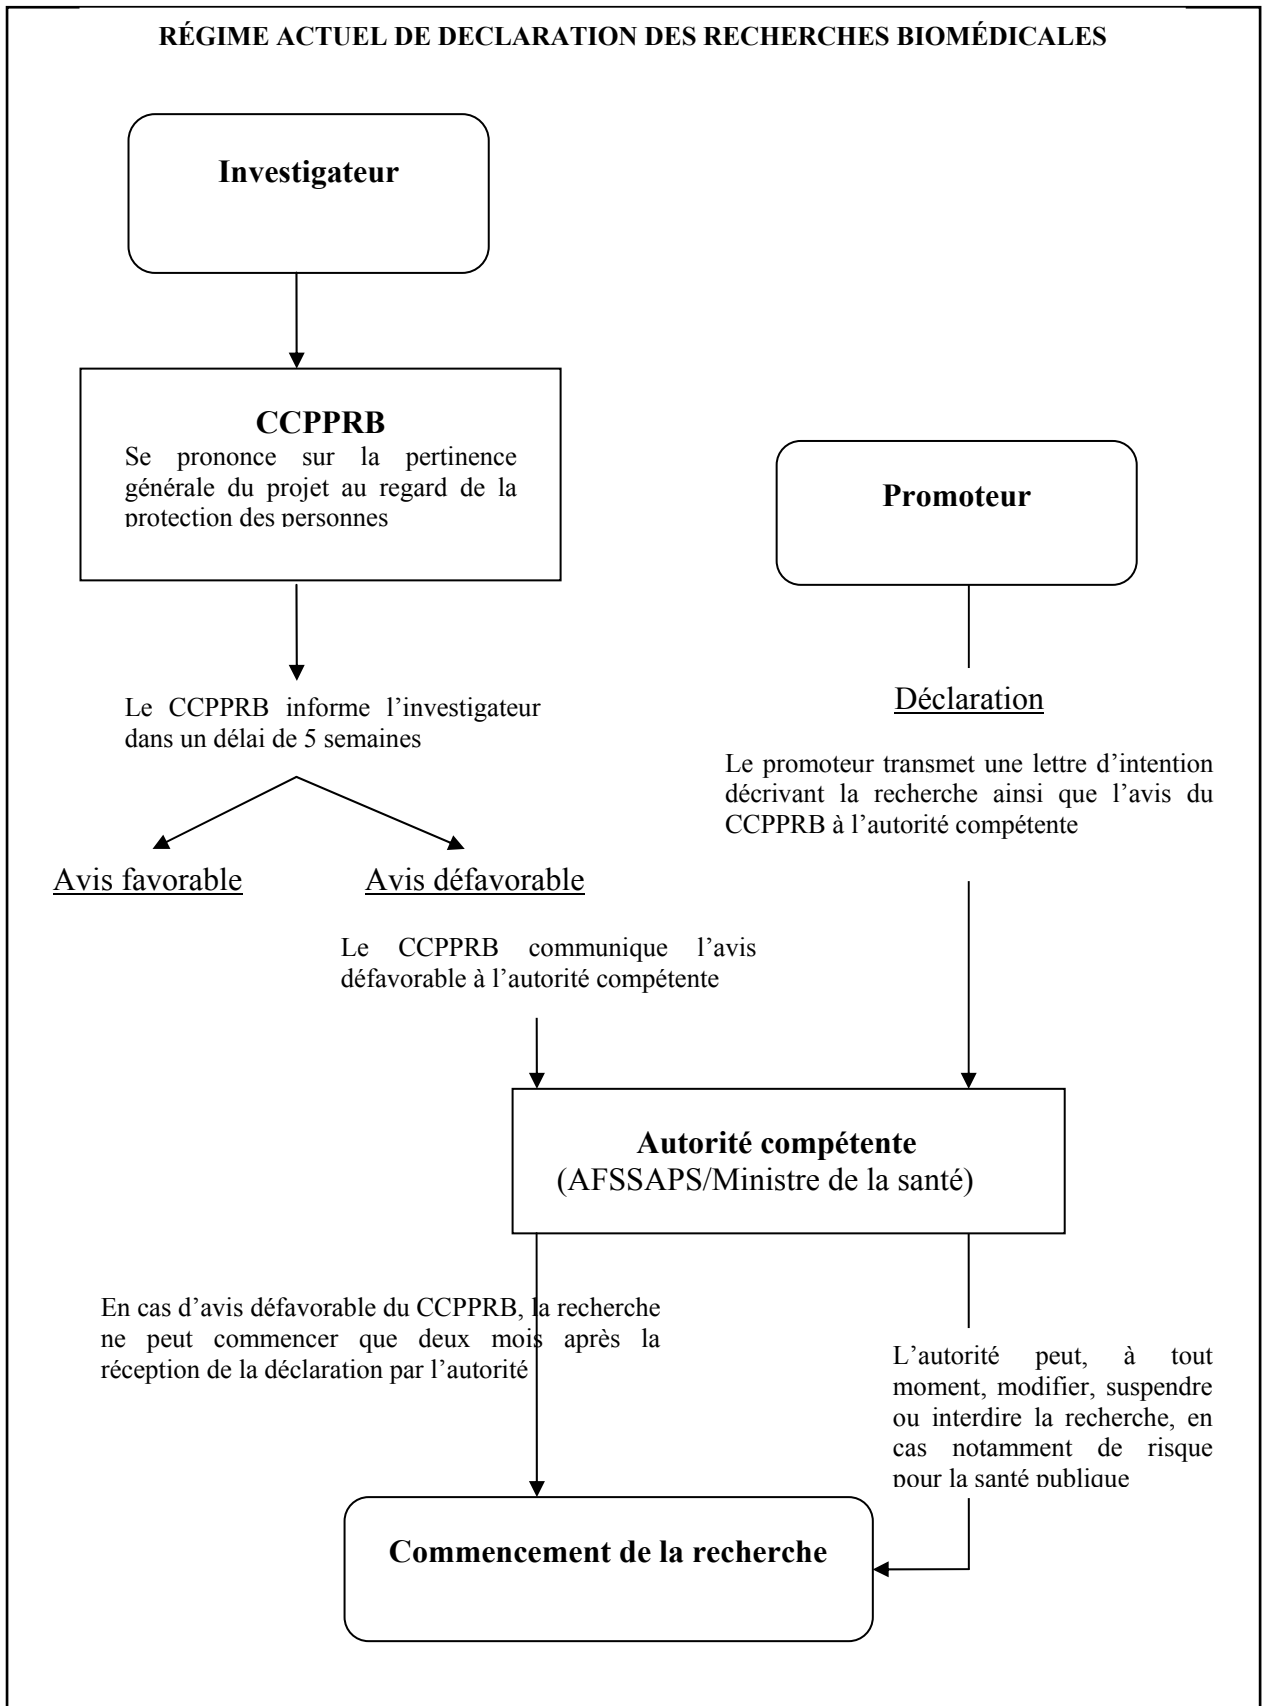 RÉGIME ACTUEL DE DECLARATION DES RECHERCHES BIOMÉDICALES
Investigateur
CCPPRB
Se prononce sur la pertinence
générale du projet au regard de la
protection des personnes
Promoteur
Le CCPPRB informe l’investigateur
dans un délai de 5 semaines
Déclaration
Le promoteur transmet une lettre d’intention
décrivant la recherche ainsi que l’avis du
CCPPRB à l’autorité compétente
Avis favorable
Avis défavorable
Le CCPPRB communique l’avis
défavorable à l’autorité compétente
Autorité compétente
(AFSSAPS/Ministre de la santé)
En cas d’avis défavorable du CCPPRB, la recherche
ne peut commencer que deux mois après la
réception de la déclaration par l’autorité
L’autorité peut, à tout
moment, modifier, suspendre
ou interdire la recherche, en
cas notamment de risque
pour la santé publique
Commencement de la recherche